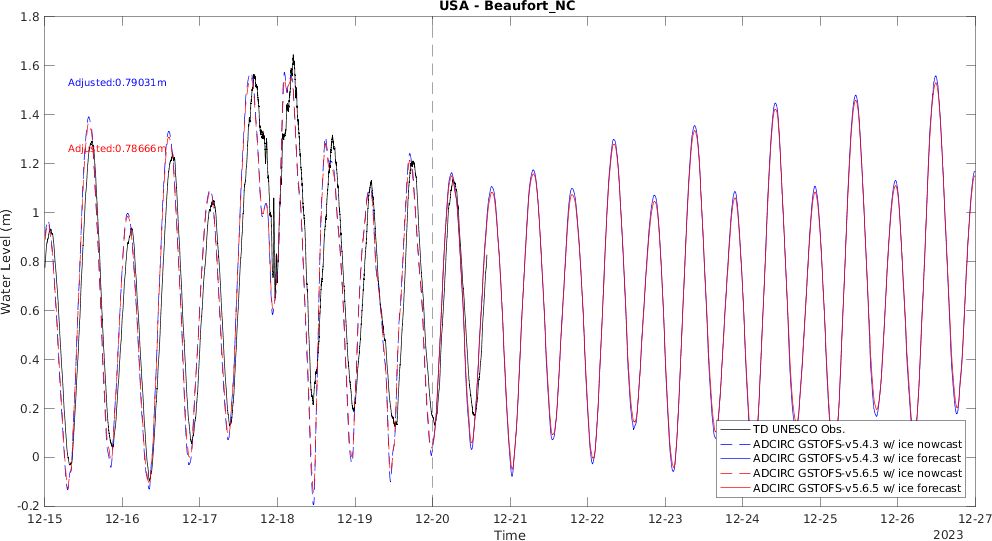 USA - Beaufort_NC
1.8
1.6
1.4
1.2
1
0.8
0.6
0.4
0.2
0
-0.2
Water Level (m)
Adjusted:0.79031m
Adjusted:0.78666m
TD UNESCO Obs.
ADCIRC GSTOFS-v5.4.3 w/ ice nowcast
ADCIRC GSTOFS-v5.4.3 w/ ice forecast
ADCIRC GSTOFS-v5.6.5 w/ ice nowcast
ADCIRC GSTOFS-v5.6.5 w/ ice forecast
12-15 12-16 12-17 12-18 12-19 12-20 12-21 12-22 12-23 12-24 12-25 12-26 12-27
Time
2023